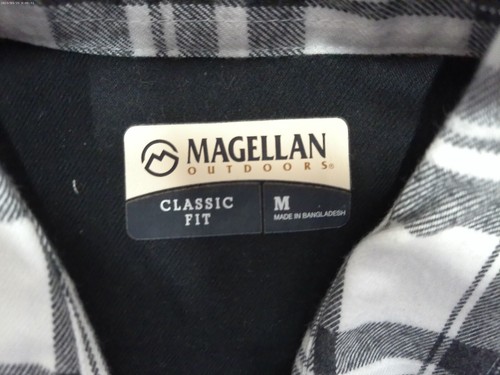 MAGELLAN
OUTDOORS®
CLASSIC
FIT
M
MADE IN BANGLADESH